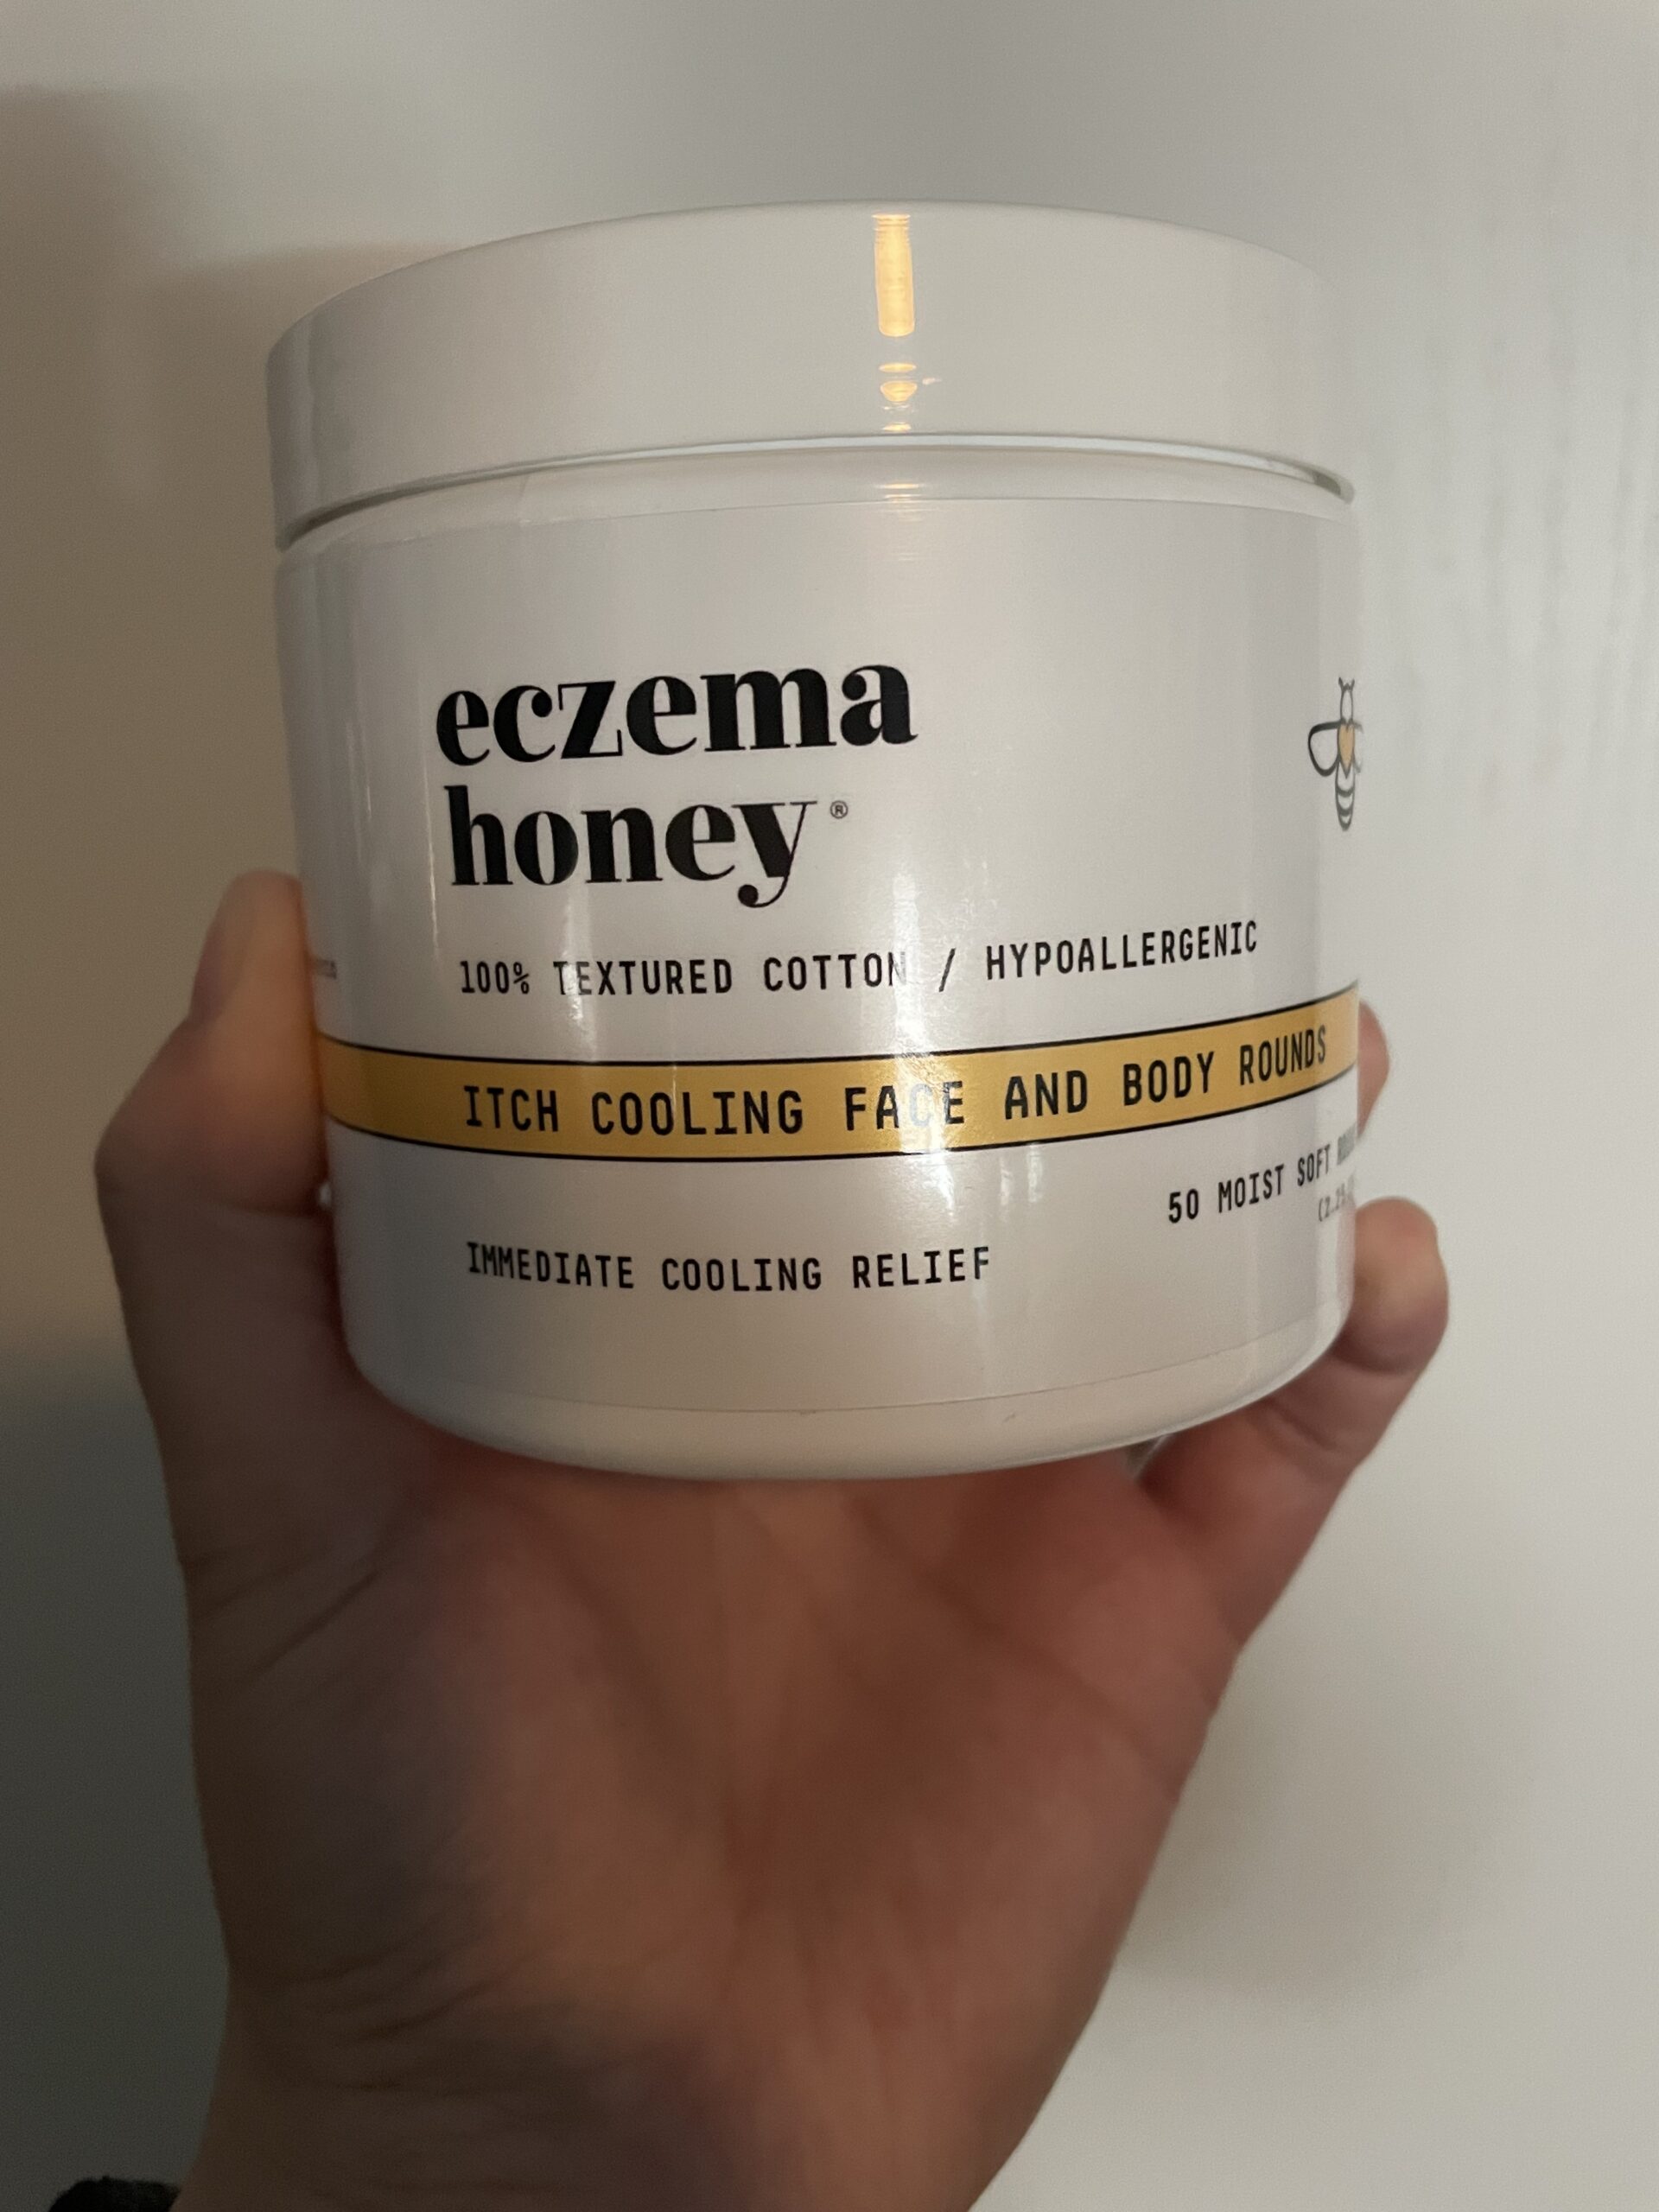 eczema
honey®
100% TEXTURED COTTON / HYPOALLERGENIC
ITCH COOLING FACE AND BODY ROUNDS
50 MOIST SOFT
IMMEDIATE COOLING RELIEF